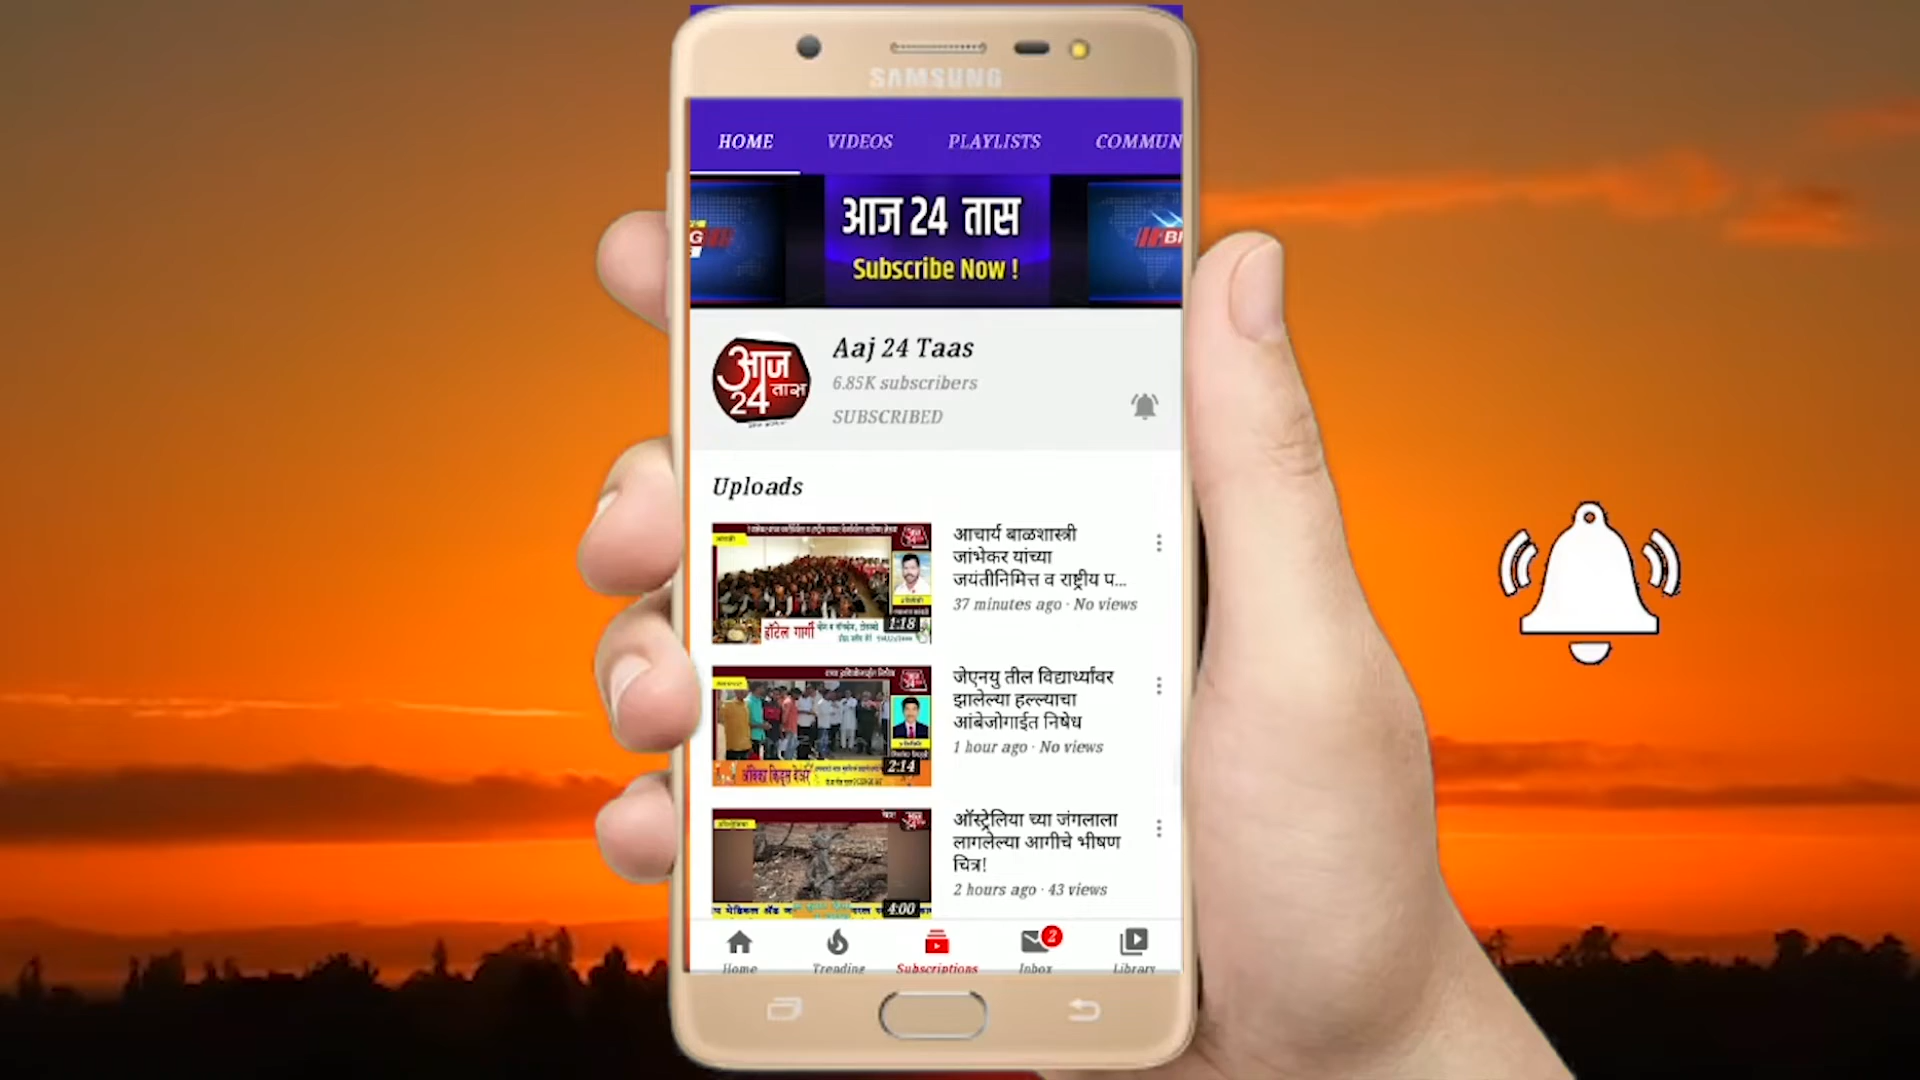 SAMSUNG
HOME VIDEOS PLAYLISTS COMMUN
आज 24 तास
Subscribe Now !
आज
24 तास
Aaj 24 Taas
6.85K subscribers
SUBSCRIBED
Uploads
आचार्य बाळशास्त्री
जांभेकर यांच्या
जयंतीनिमित्त व राष्ट्रीय प...
37 minutes ago · No views
हॉटेल गार्गी
1:18
जेएनयु तील विद्यार्थ्यांवर
झालेल्या हल्ल्याचा
आंबेजोगाईत निषेध
1 hour ago · No views
अंबिका किड्स वेअर
2:14
ऑस्ट्रेलिया च्या जंगलाला
लागलेल्या आगीचे भीषण
चित्र!
2 hours ago · 43 views
4:00
2
Home Trending Subscriptions Inbox Library